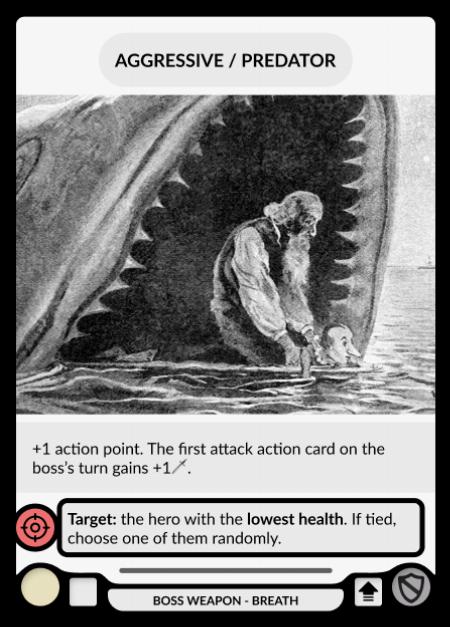 AGGRESSIVE / PREDATOR
+1 action point. The first attack action card on the
boss's turn gains +1.
Target: the hero with the lowest health. If tied,
choose one of them randomly.
BOSS WEAPON - BREATH